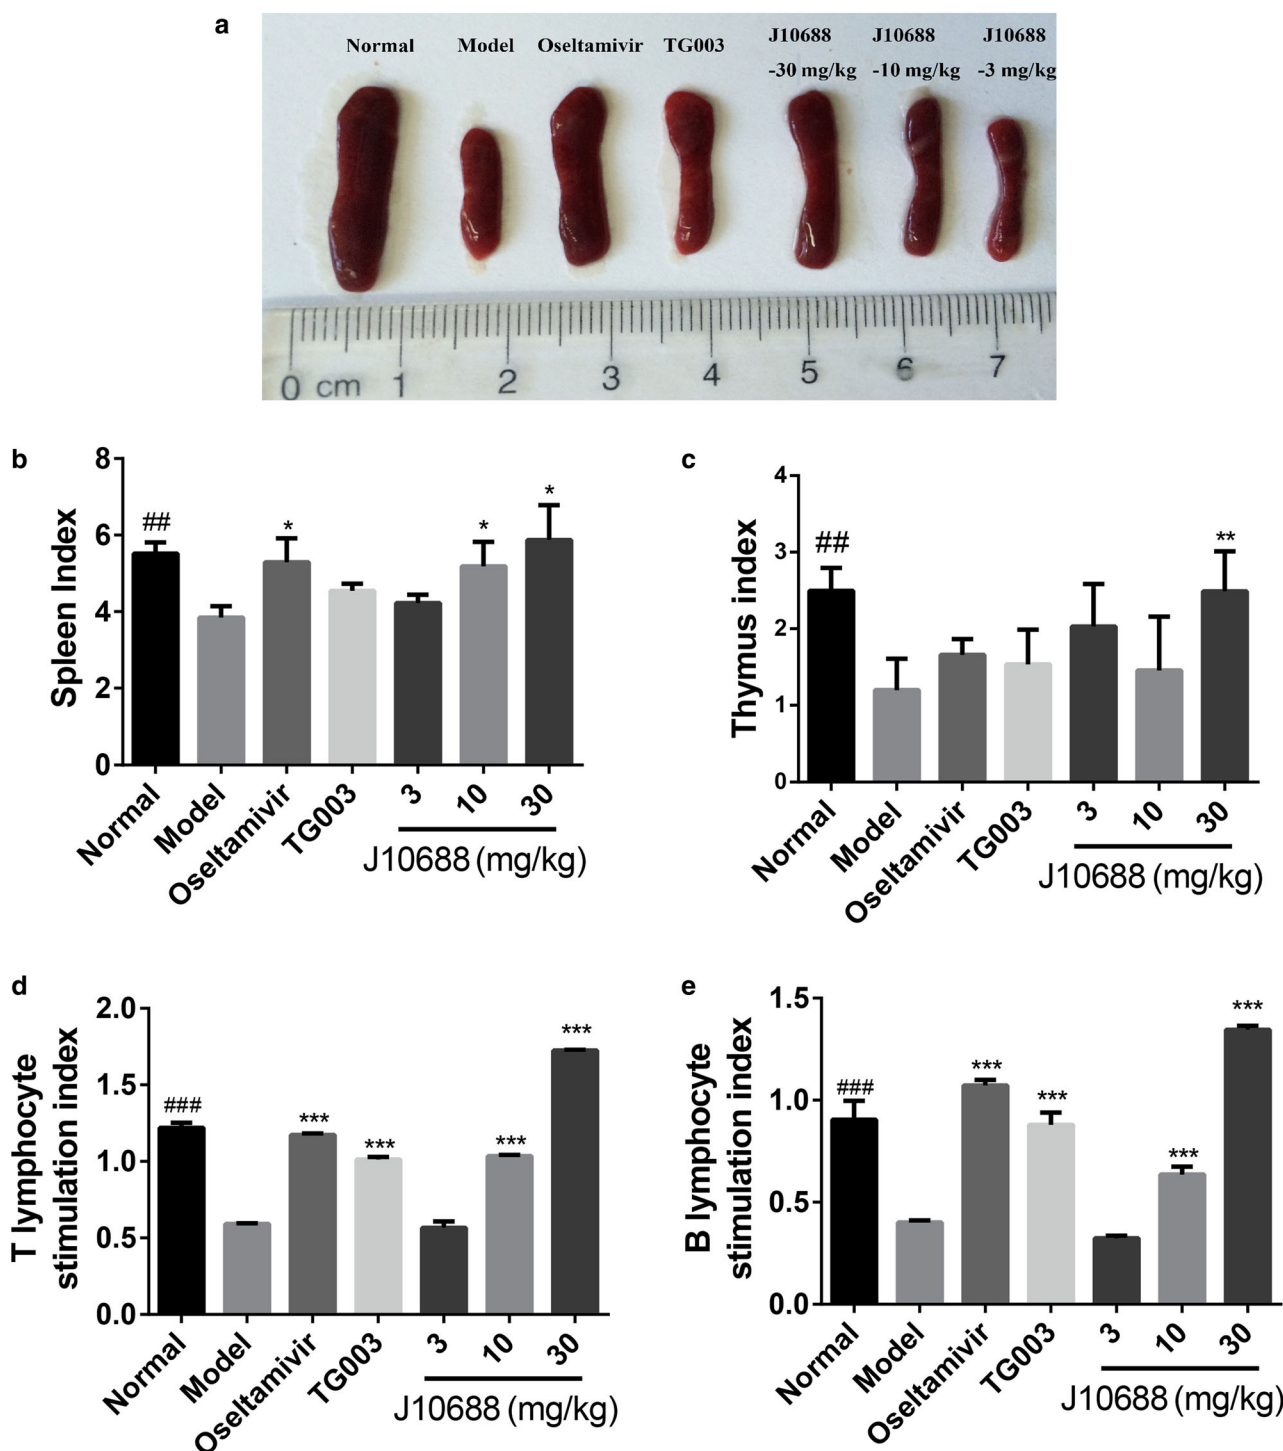 a
Normal Model Oseltamivir TG003 J10688 J10688 J10688
-30 mg/kg -10 mg/kg -3 mg/kg
0 cm 1 2 3 4 5 6 7
b
8
6
4
2
0
Spleen Index
## * * *
Normal Model Oseltamivir TG003 3 10 30
J10688 (mg/kg)
c
4
3
2
1
0
Thymus index
## **
Normal Model Oseltamivir TG003 3 10 30
J10688 (mg/kg)
d
2.0
1.5
1.0
0.5
0.0
T lymphocyte
stimulation index
### *** *** *** ***
Normal Model Oseltamivir TG003 3 10 30
J10688 (mg/kg)
e
1.5
1.0
0.5
0.0
B lymphocyte
stimulation index
### *** *** *** ***
Normal Model Oseltamivir TG003 3 10 30
J10688 (mg/kg)